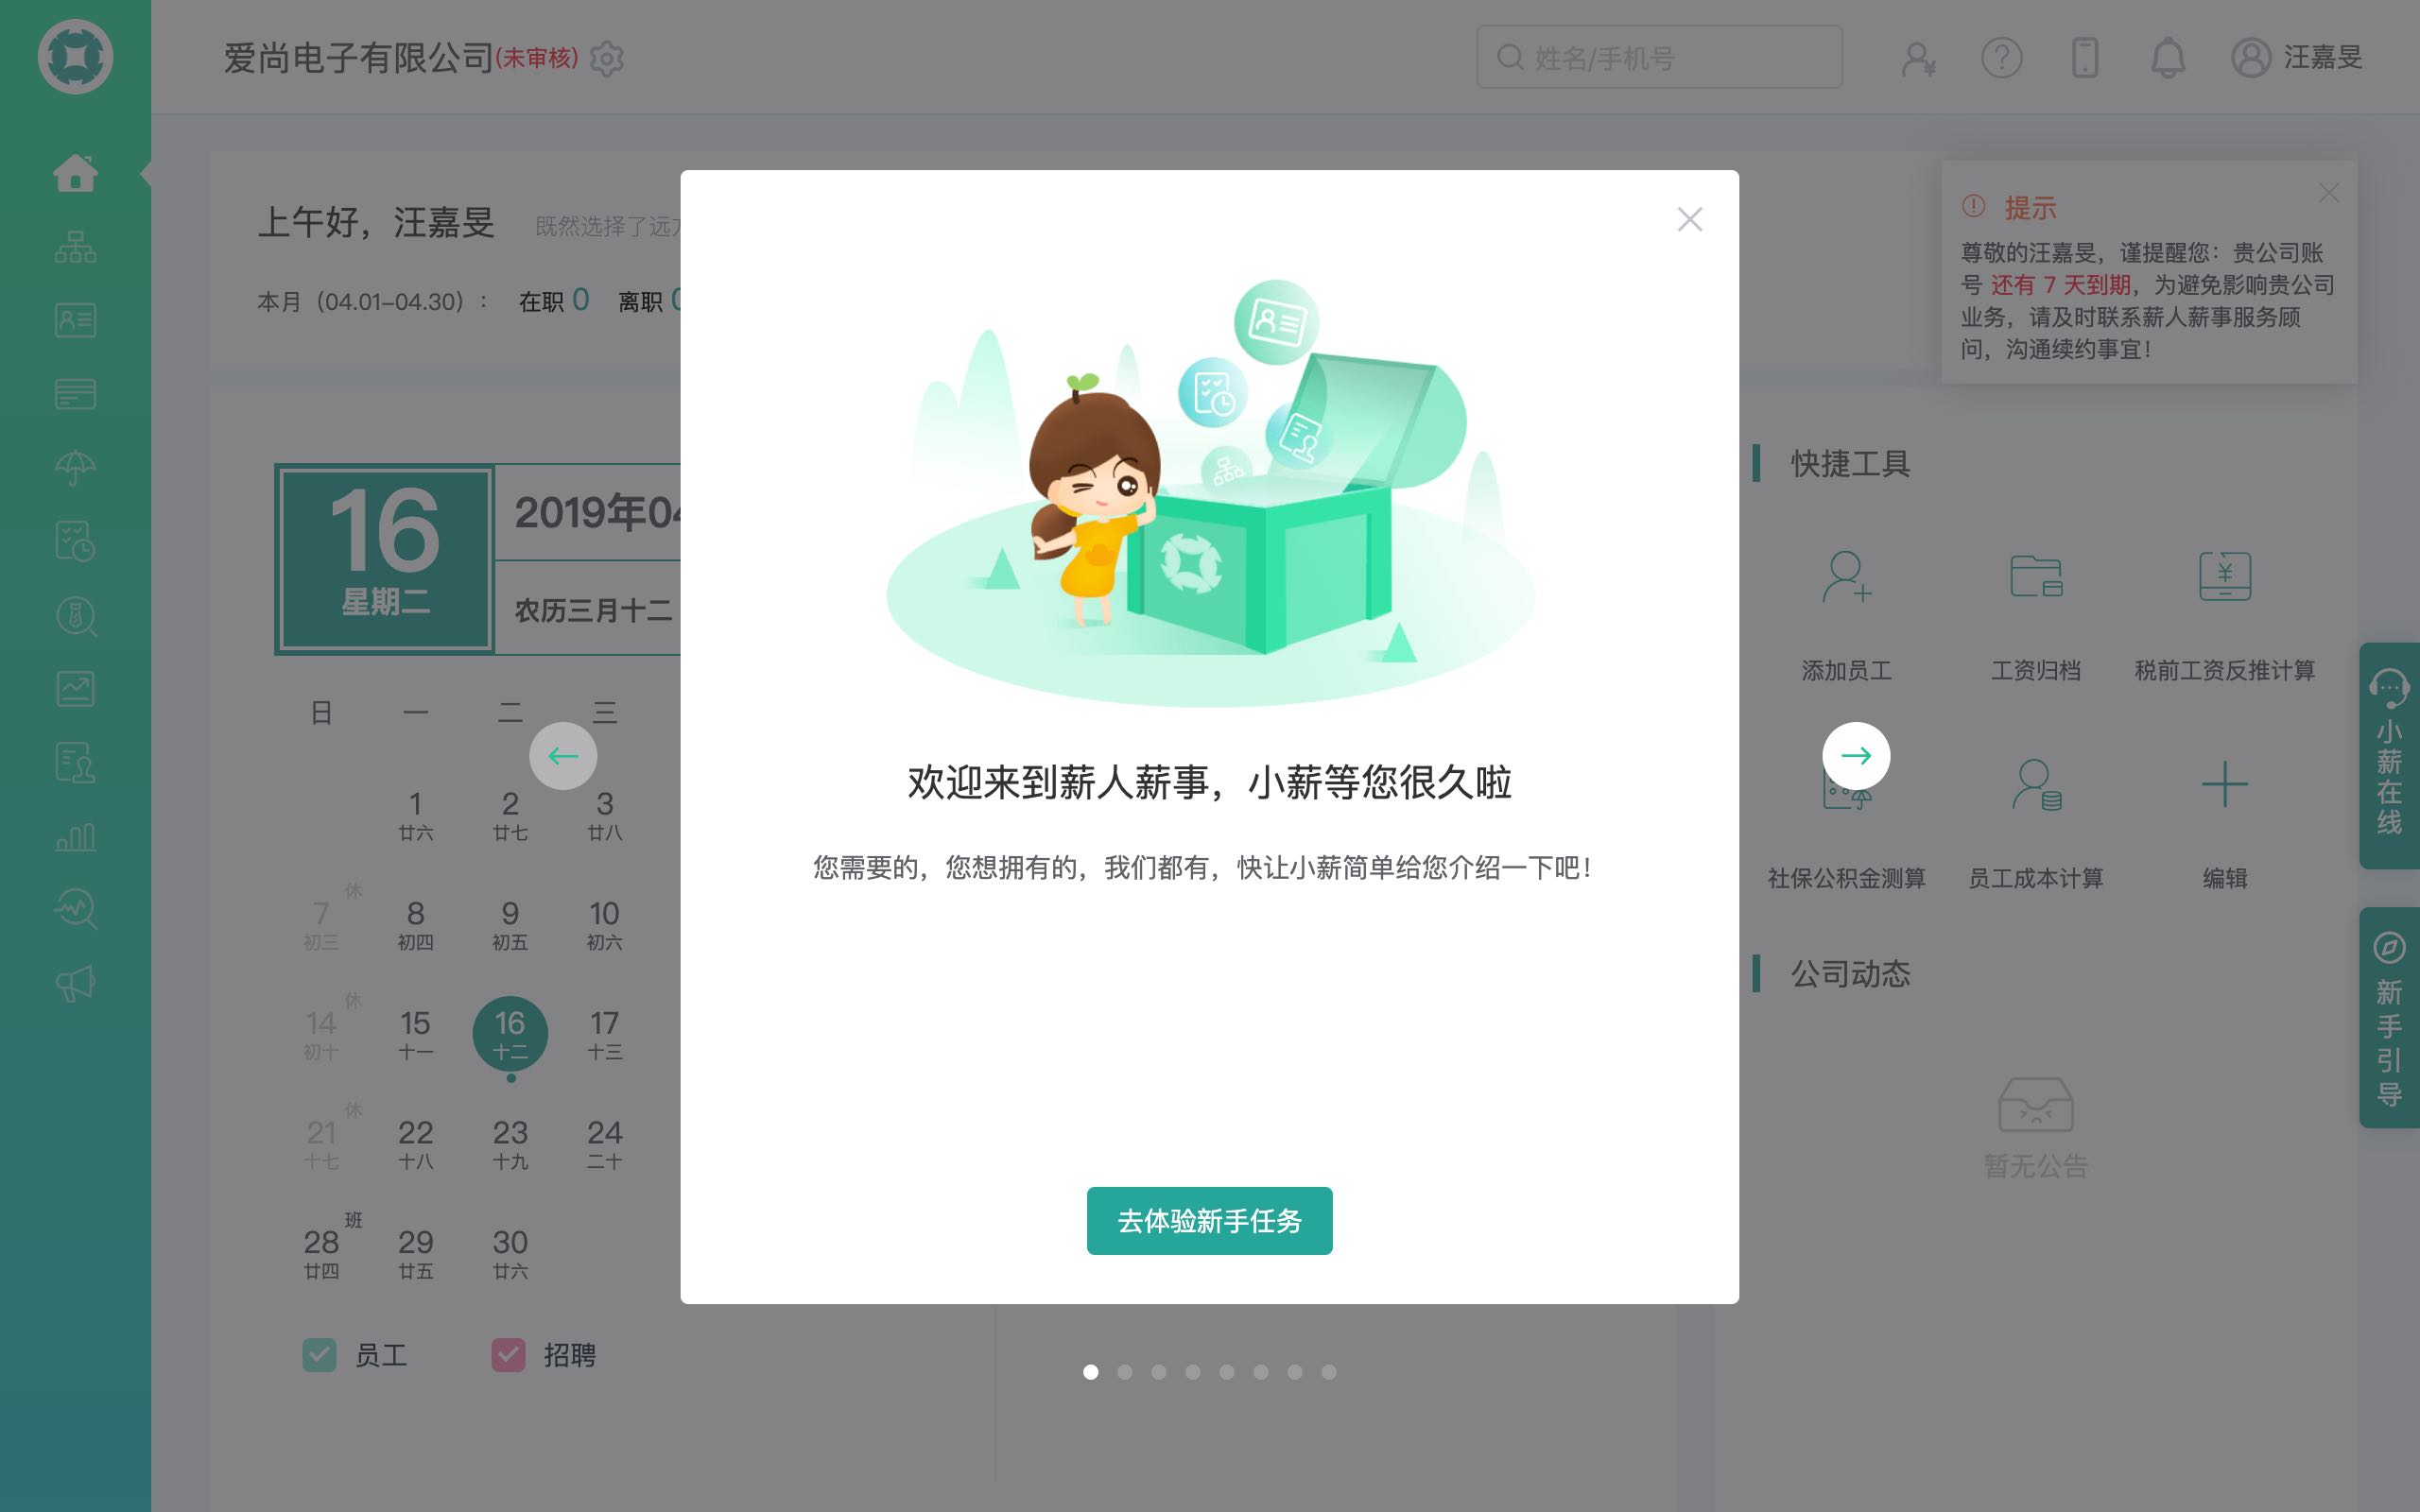 爱尚电子有限公司(未审核)
姓名/手机号
汪嘉旻
上午好，汪嘉旻
既然选择了远
本月（04.01-04.30）： 在职 0 离职
提示
尊敬的汪嘉旻，谨提醒您：贵公司账
号 还有 7 天到期，为避免影响贵公司
业务，请及时联系薪人薪事服务顾
问，沟通续约事宜！
16
星期二
2019年04
农历三月十二
日 一 二 三
1 2 3
廿六 廿七 廿八
休
7 8 9 10
初三 初四 初五 初六
休
14 15 16 17
初十 十一 十二 十三
休
21 22 23 24
十七 十八 十九 二十
班
28 29 30
廿四 廿五 廿六
员工 招聘
欢迎来到薪人薪事，小薪等您很久啦
您需要的，您想拥有的，我们都有，快让小薪简单给您介绍一下吧！
去体验新手任务
快捷工具
添加员工 工资归档 税前工资反推计算
社保公积金测算 员工成本计算 编辑
公司动态
暂无公告
小薪在线
新手引导